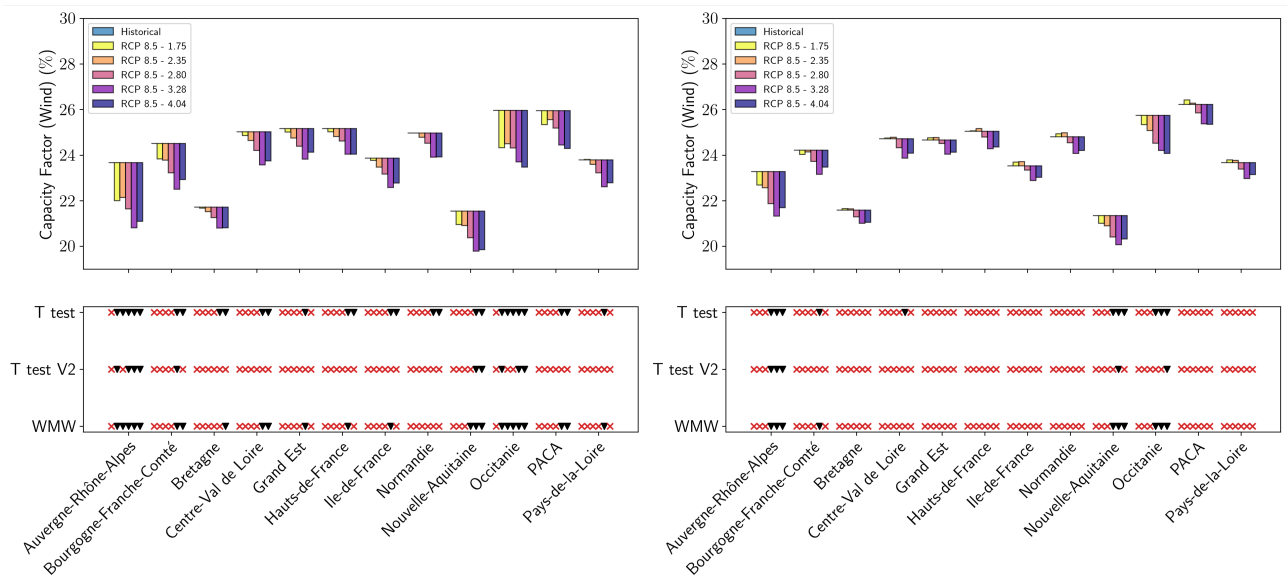 30
28
26
24
22
20
Capacity Factor (Wind) (%)
Historical
RCP 8.5 - 1.75
RCP 8.5 - 2.35
RCP 8.5 - 2.80
RCP 8.5 - 3.28
RCP 8.5 - 4.04
T test
T test V2
WMW
Auvergne-Rhône-Alpes
Bourgogne-Franche-Comté
Bretagne
Centre-Val de Loire
Grand Est
Hauts-de-France
Ile-de-France
Normandie
Nouvelle-Aquitaine
Occitanie
PACA
Pays-de-la-Loire
30
28
26
24
22
20
Capacity Factor (Wind) (%)
Historical
RCP 8.5 - 1.75
RCP 8.5 - 2.35
RCP 8.5 - 2.80
RCP 8.5 - 3.28
RCP 8.5 - 4.04
T test
T test V2
WMW
Auvergne-Rhône-Alpes
Bourgogne-Franche-Comté
Bretagne
Centre-Val de Loire
Grand Est
Hauts-de-France
Ile-de-France
Normandie
Nouvelle-Aquitaine
Occitanie
PACA
Pays-de-la-Loire